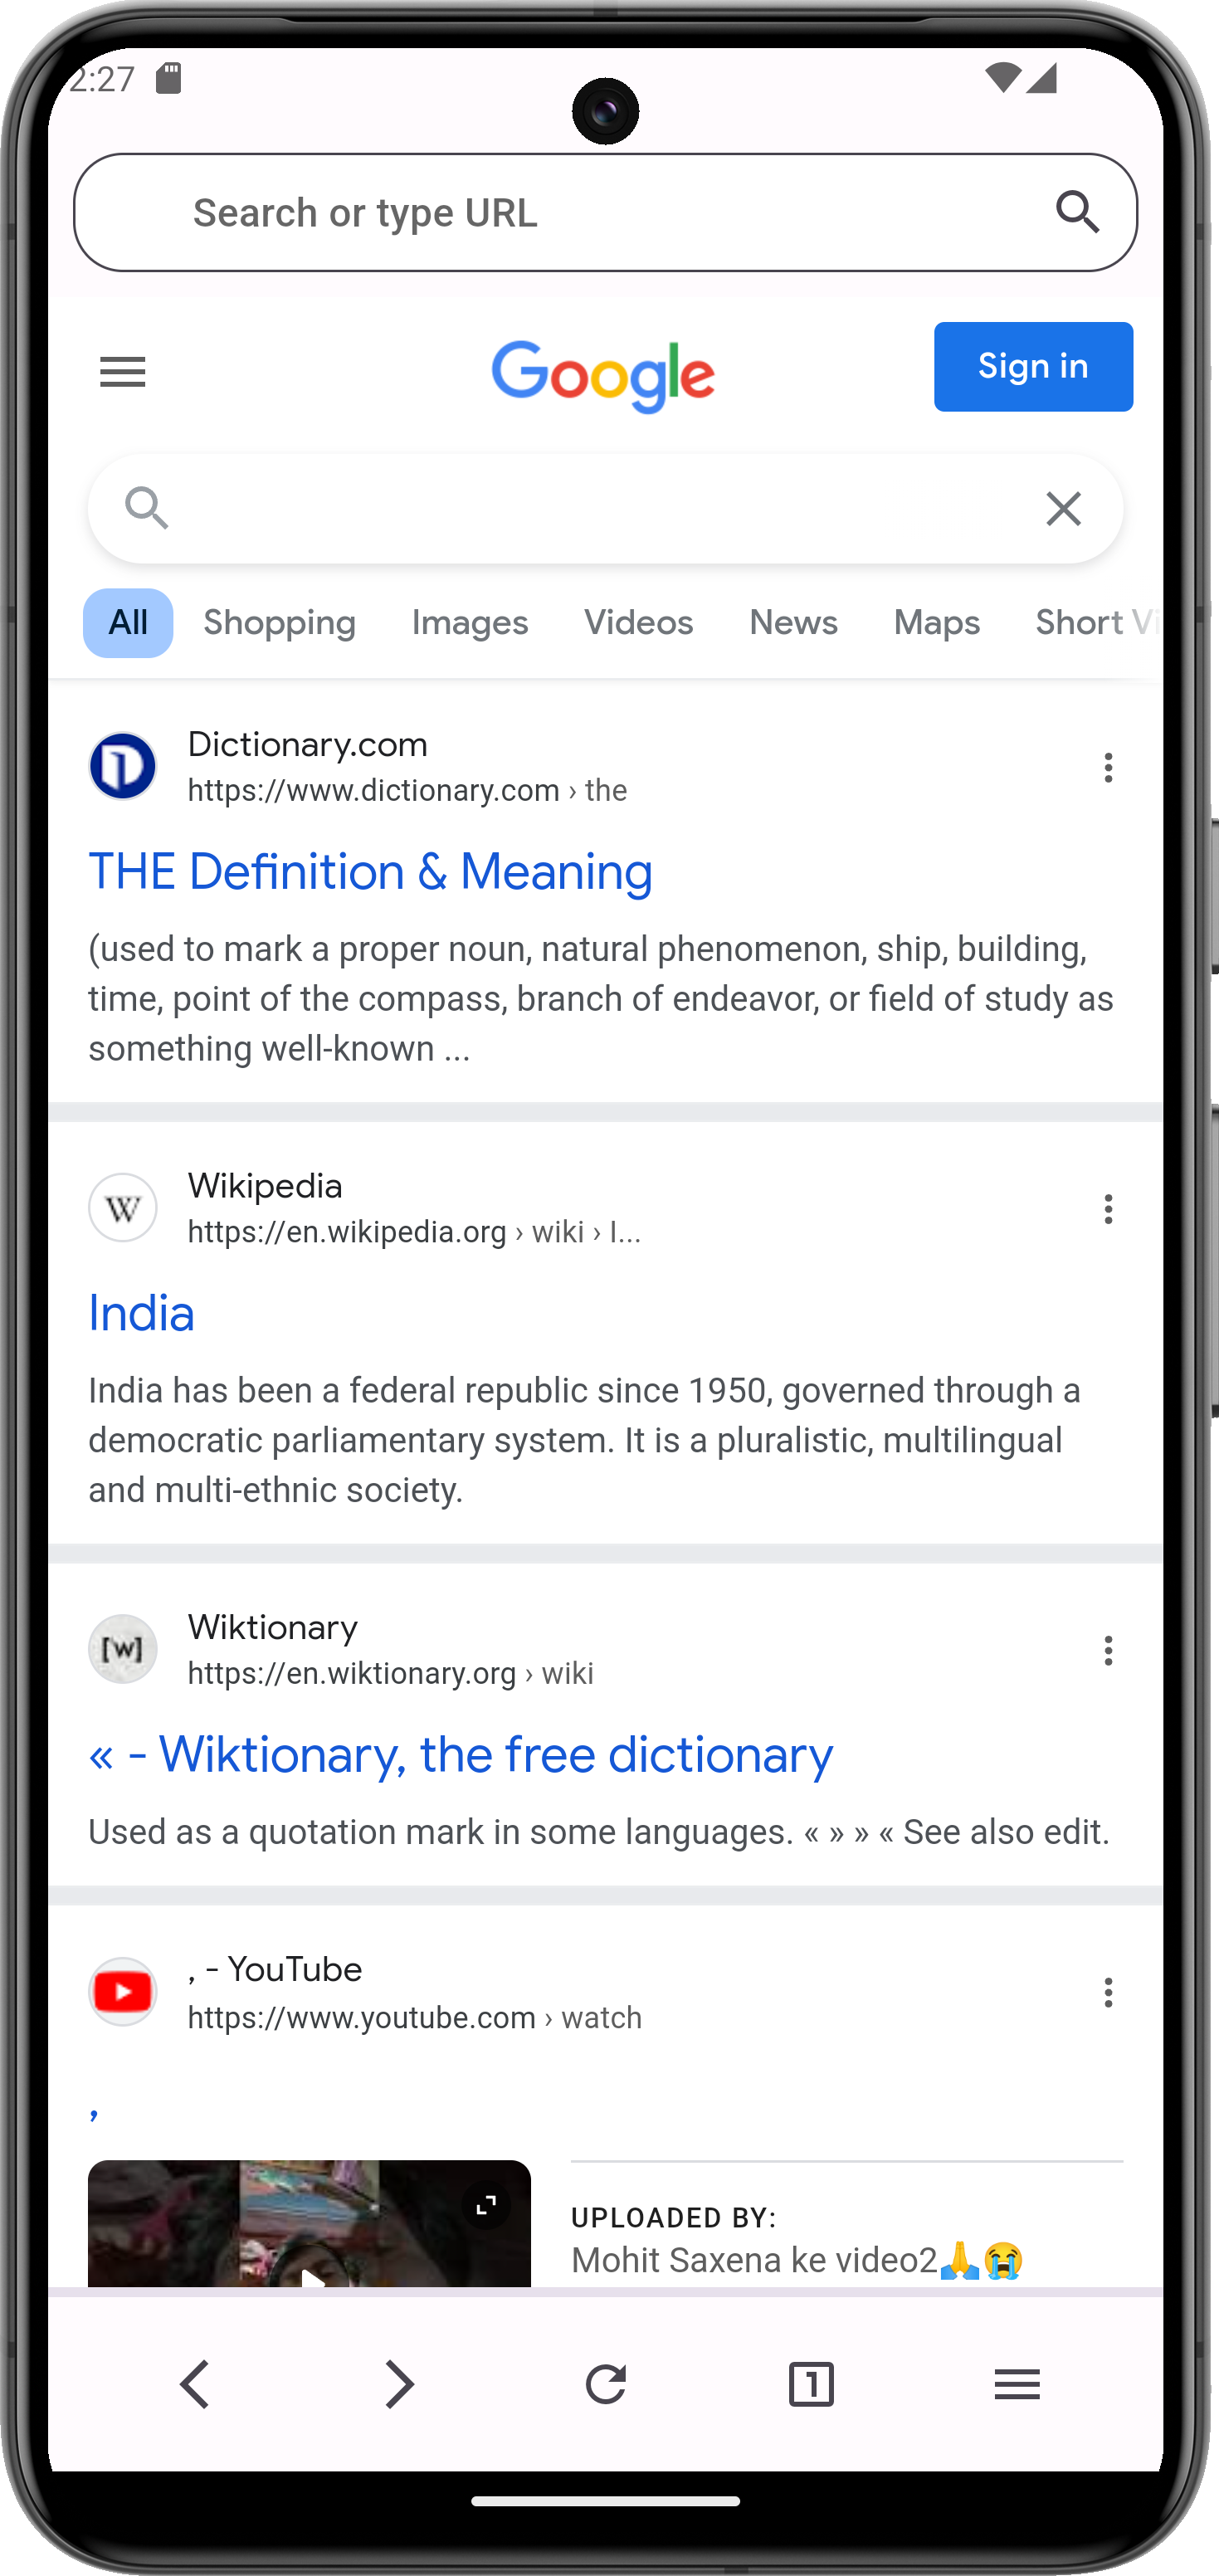 2:27
Search or type URL
Google
Sign in
All Shopping Images Videos News Maps Short Vi
Dictionary.com
https://www.dictionary.com › the
THE Definition & Meaning
(used to mark a proper noun, natural phenomenon, ship, building,
time, point of the compass, branch of endeavor, or field of study as
something well-known ...
W
Wikipedia
https://en.wikipedia.org › wiki › I...
India
India has been a federal republic since 1950, governed through a
democratic parliamentary system. It is a pluralistic, multilingual
and multi-ethnic society.
[w]
Wiktionary
https://en.wiktionary.org › wiki
« - Wiktionary, the free dictionary
Used as a quotation mark in some languages. « » » « See also edit.
, - YouTube
https://www.youtube.com › watch
,
UPLOADED BY:
Mohit Saxena ke video2🙏😭
1